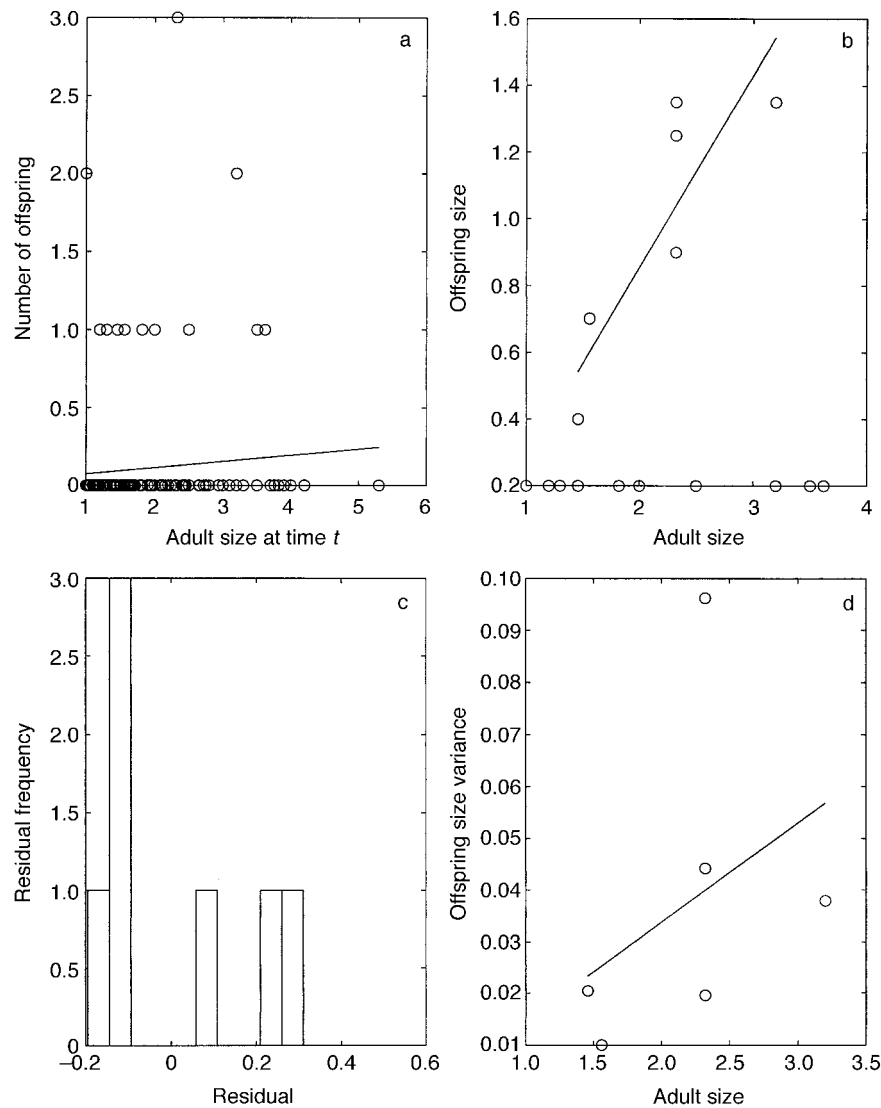 a
3.0
2.5
2.0
1.5
1.0
0.5
0
Number of offspring
1 2 3 4 5 6
Adult size at time t
b
1.6
1.4
1.2
1.0
0.8
0.6
0.4
0.2
Offspring size
1 2 3 4
Adult size
c
3.0
2.5
2.0
1.5
1.0
0.5
0
Residual frequency
–0.2 0 0.2 0.4 0.6
Residual
d
0.10
0.09
0.08
0.07
0.06
0.05
0.04
0.03
0.02
0.01
Offspring size variance
1.0 1.5 2.0 2.5 3.0 3.5
Adult size